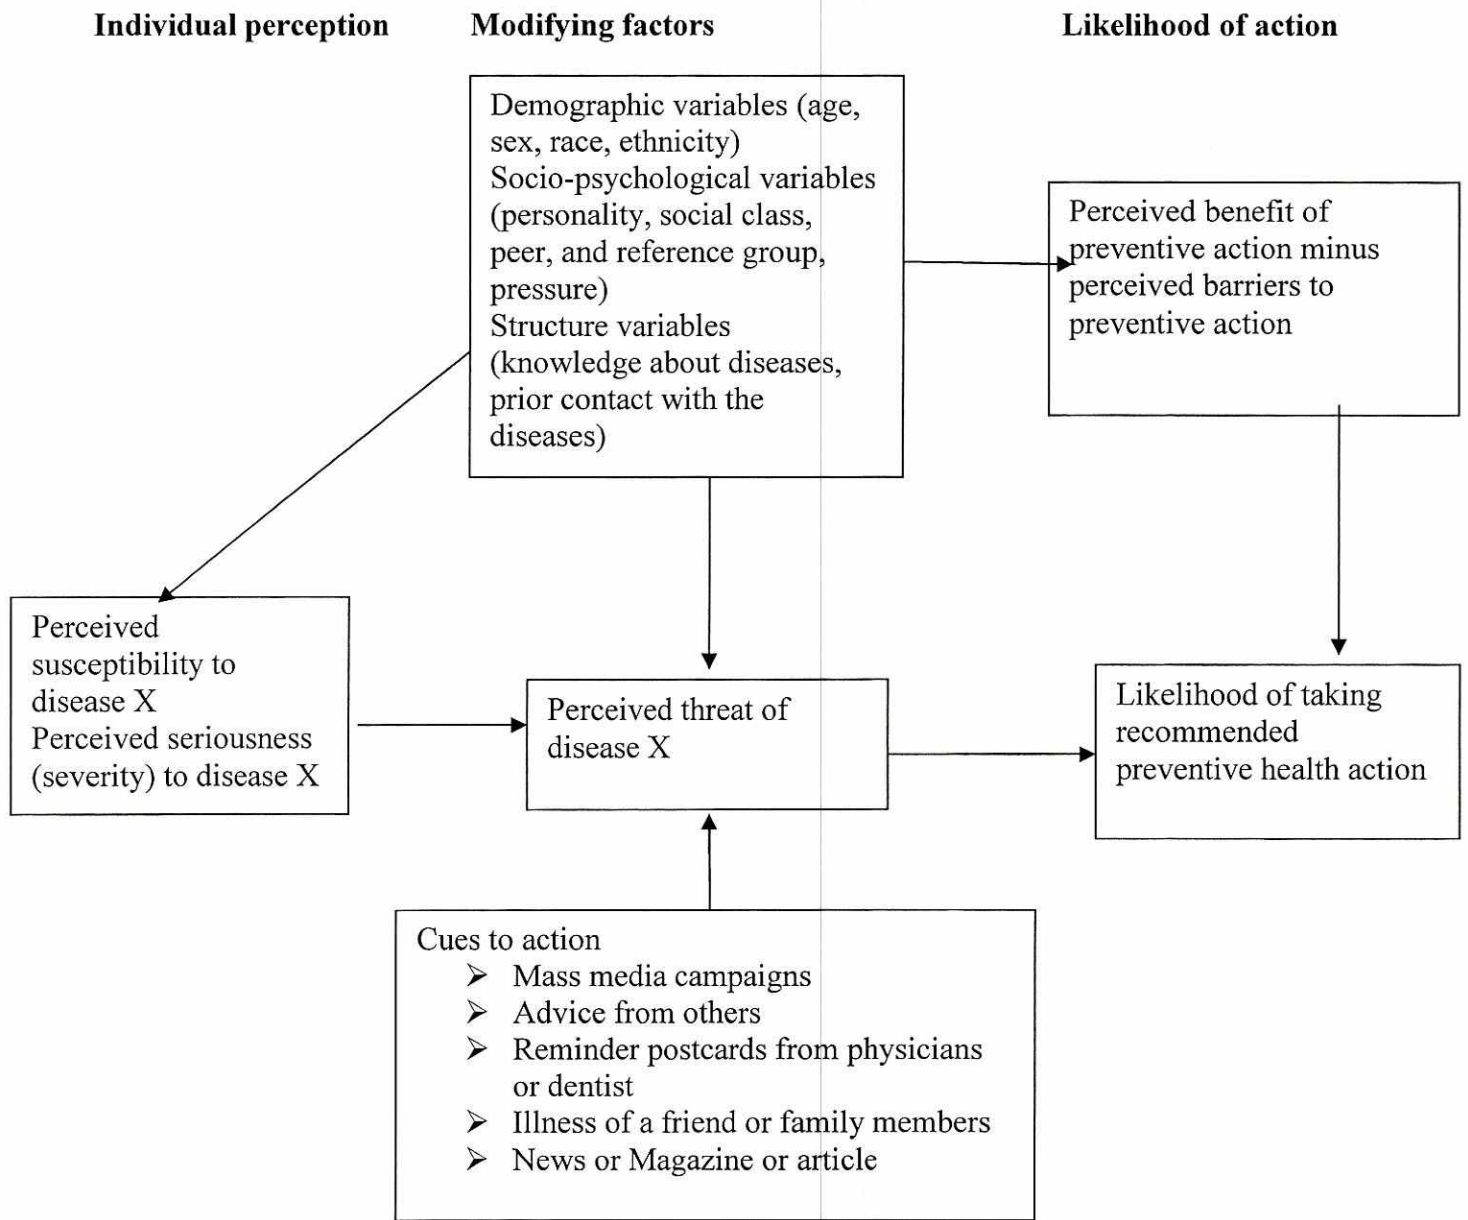 Individual perception
Modifying factors
Likelihood of action
Demographic variables (age,
sex, race, ethnicity)
Socio-psychological variables
(personality, social class,
peer, and reference group,
pressure)
Structure variables
(knowledge about diseases,
prior contact with the
diseases)
Perceived benefit of
preventive action minus
perceived barriers to
preventive action
Perceived
susceptibility to
disease X
Perceived seriousness
(severity) to disease X
Perceived threat of
disease X
Likelihood of taking
recommended
preventive health action
Cues to action
➢ Mass media campaigns
➢ Advice from others
➢ Reminder postcards from physicians
or dentist
➢ Illness of a friend or family members
➢ News or Magazine or article